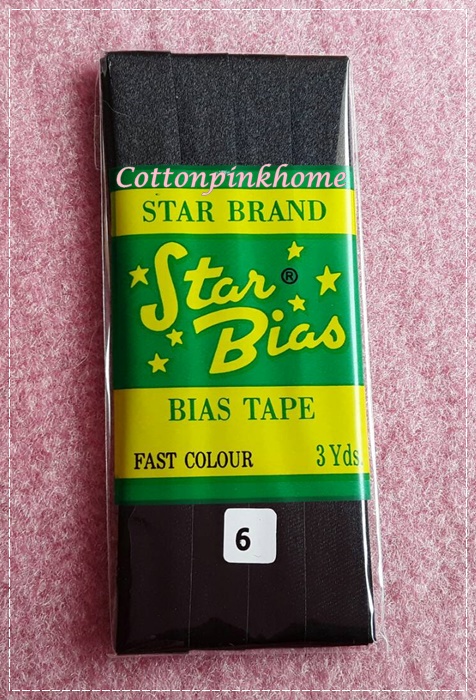 Cottonpinkhome
STAR BRAND
Star ®
Bias
BIAS TAPE
FAST COLOUR 3 Yds.
6